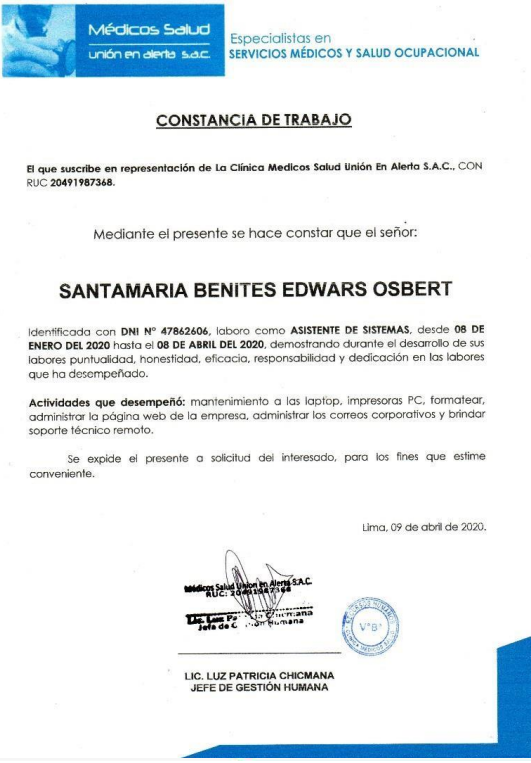 Médicos Salud
unión en alerta s.a.c.
Especialistas en
SERVICIOS MÉDICOS Y SALUD OCUPACIONAL
CONSTANCIA DE TRABAJO
El que suscribe en representación de La Clínica Medicos Salud Unión En Alerta S.A.C., CON
RUC 20491987368.
Mediante el presente se hace constar que el señor:
SANTAMARIA BENITES EDWARS OSBERT
Identificada con DNI N° 47862606, laboro como ASISTENTE DE SISTEMAS, desde 08 DE
ENERO DEL 2020 hasta el 08 DE ABRIL DEL 2020, demostrando durante el desarrollo de sus
labores puntualidad, honestidad, eficacia, responsabilidad y dedicación en las labores
que ha desempeñado.
Actividades que desempeñó: mantenimiento a las laptop, impresoras PC, formatear,
administrar la página web de la empresa, administrar los correos corporativos y brindar
soporte técnico remoto.
Se expide el presente a solicitud del interesado, para los fines que estime
conveniente.
Lima, 09 de abril de 2020.
Médicos Salud Unión en Alerta S.A.C.
RUC: 20491987368
Lic. Luz Chicmana
Jefa de Humana
V°B°
LIC. LUZ PATRICIA CHICMANA
JEFE DE GESTIÓN HUMANA